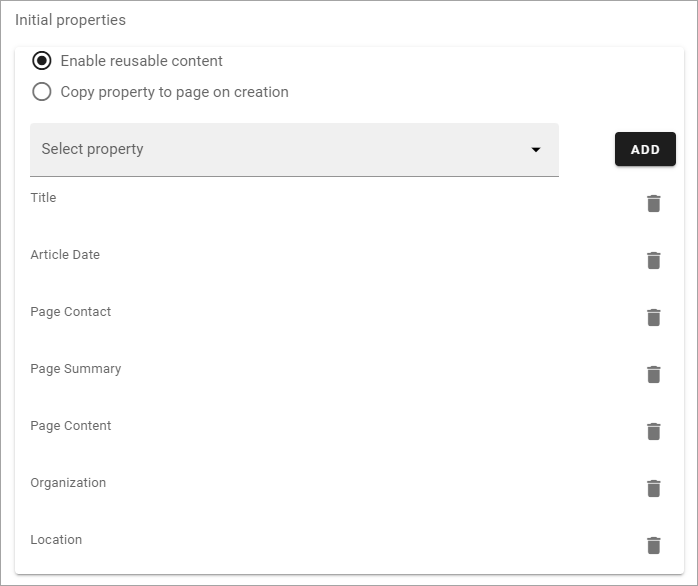 Initial properties
Enable reusable content
Copy property to page on creation
Select property
ADD
Title
Article Date
Page Contact
Page Summary
Page Content
Organization
Location